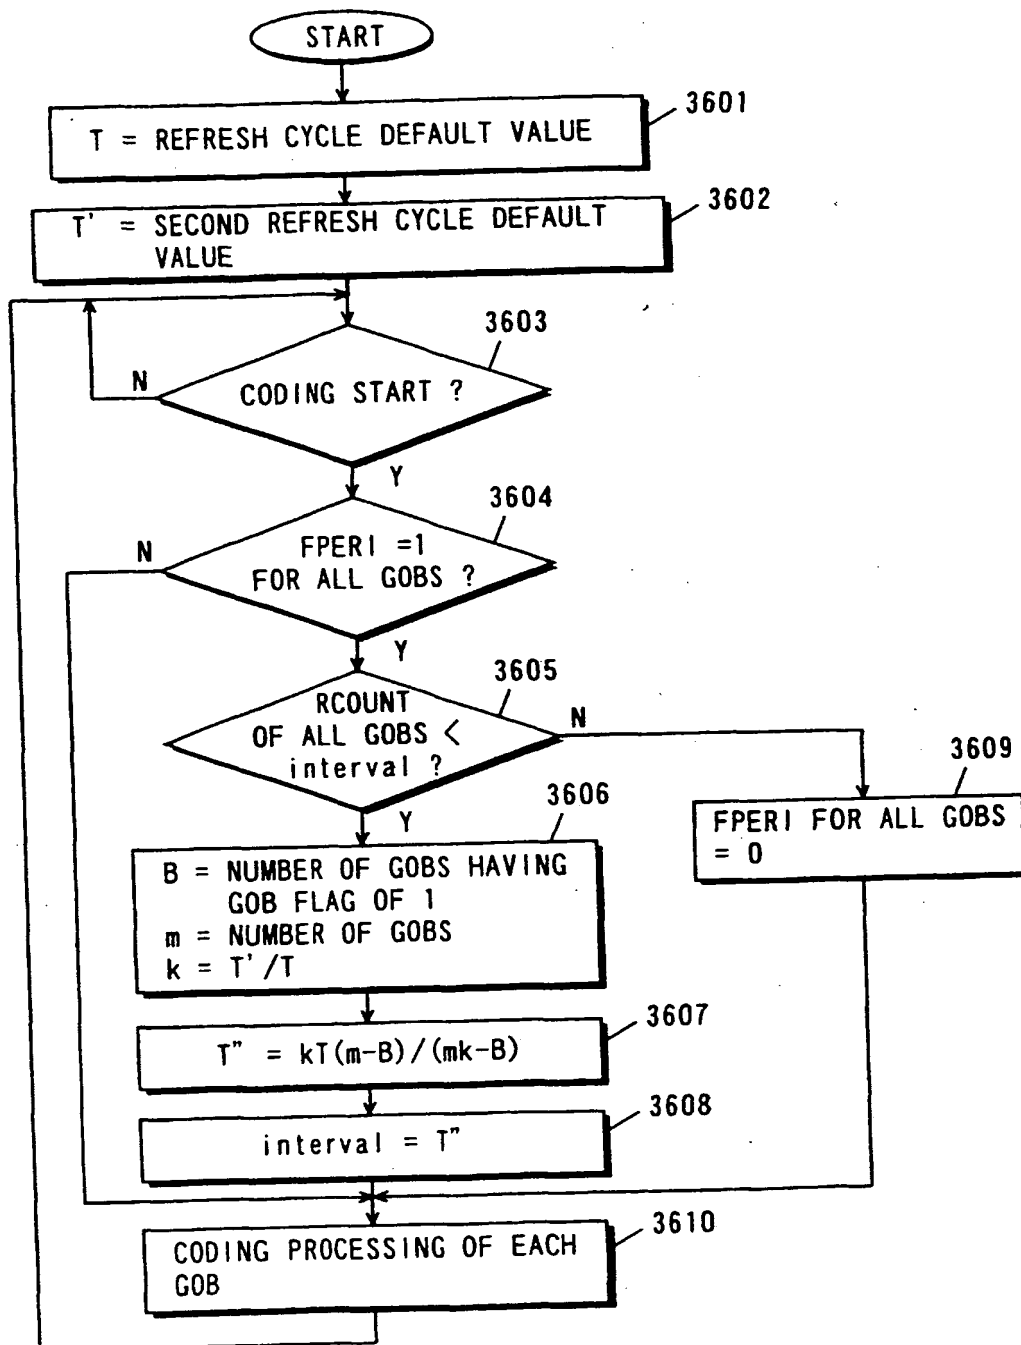 START
3601
T = REFRESH CYCLE DEFAULT VALUE
3602
T' = SECOND REFRESH CYCLE DEFAULT
VALUE
3603
N
CODING START ?
Y
3604
N
FPERI =1
FOR ALL GOBS ?
Y
3605
RCOUNT
OF ALL GOBS <
interval ?
N
Y
3609
FPERI FOR ALL GOBS
= 0
3606
B = NUMBER OF GOBS HAVING
GOB FLAG OF 1
m = NUMBER OF GOBS
k = T'/T
3607
T" = kT(m-B)/(mk-B)
3608
interval = T"
3610
CODING PROCESSING OF EACH
GOB